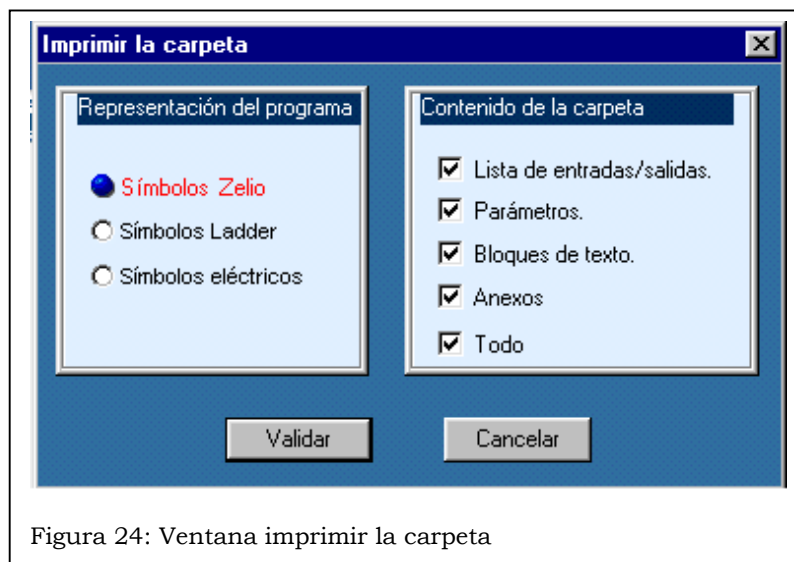 Imprimir la carpeta
Representación del programa
Símbolos Zelio
Símbolos Ladder
Símbolos eléctricos
Contenido de la carpeta
Lista de entradas/salidas.
Parámetros.
Bloques de texto.
Anexos
Todo
Validar
Cancelar
Figura 24: Ventana imprimir la carpeta